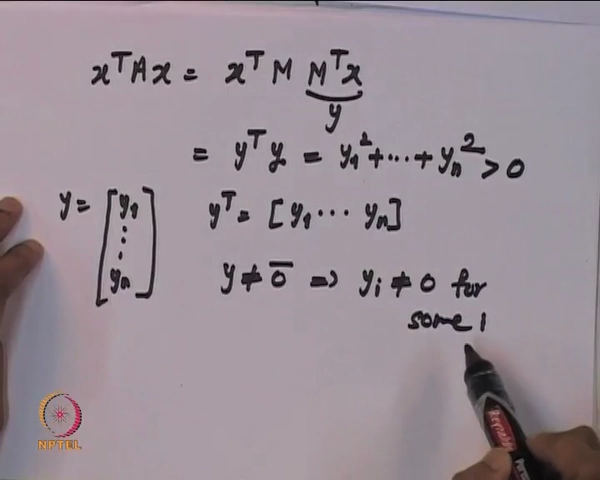 xᵀAx = xᵀM Mᵀx
y
= yᵀy = y₁² + ⋯ + yₙ² > 0
y = [y₁ ⋮ yₙ] yᵀ = [y₁ ⋯ yₙ]
y ≠ 0̅ ⇒ yᵢ ≠ 0 for
some i
NPTEL